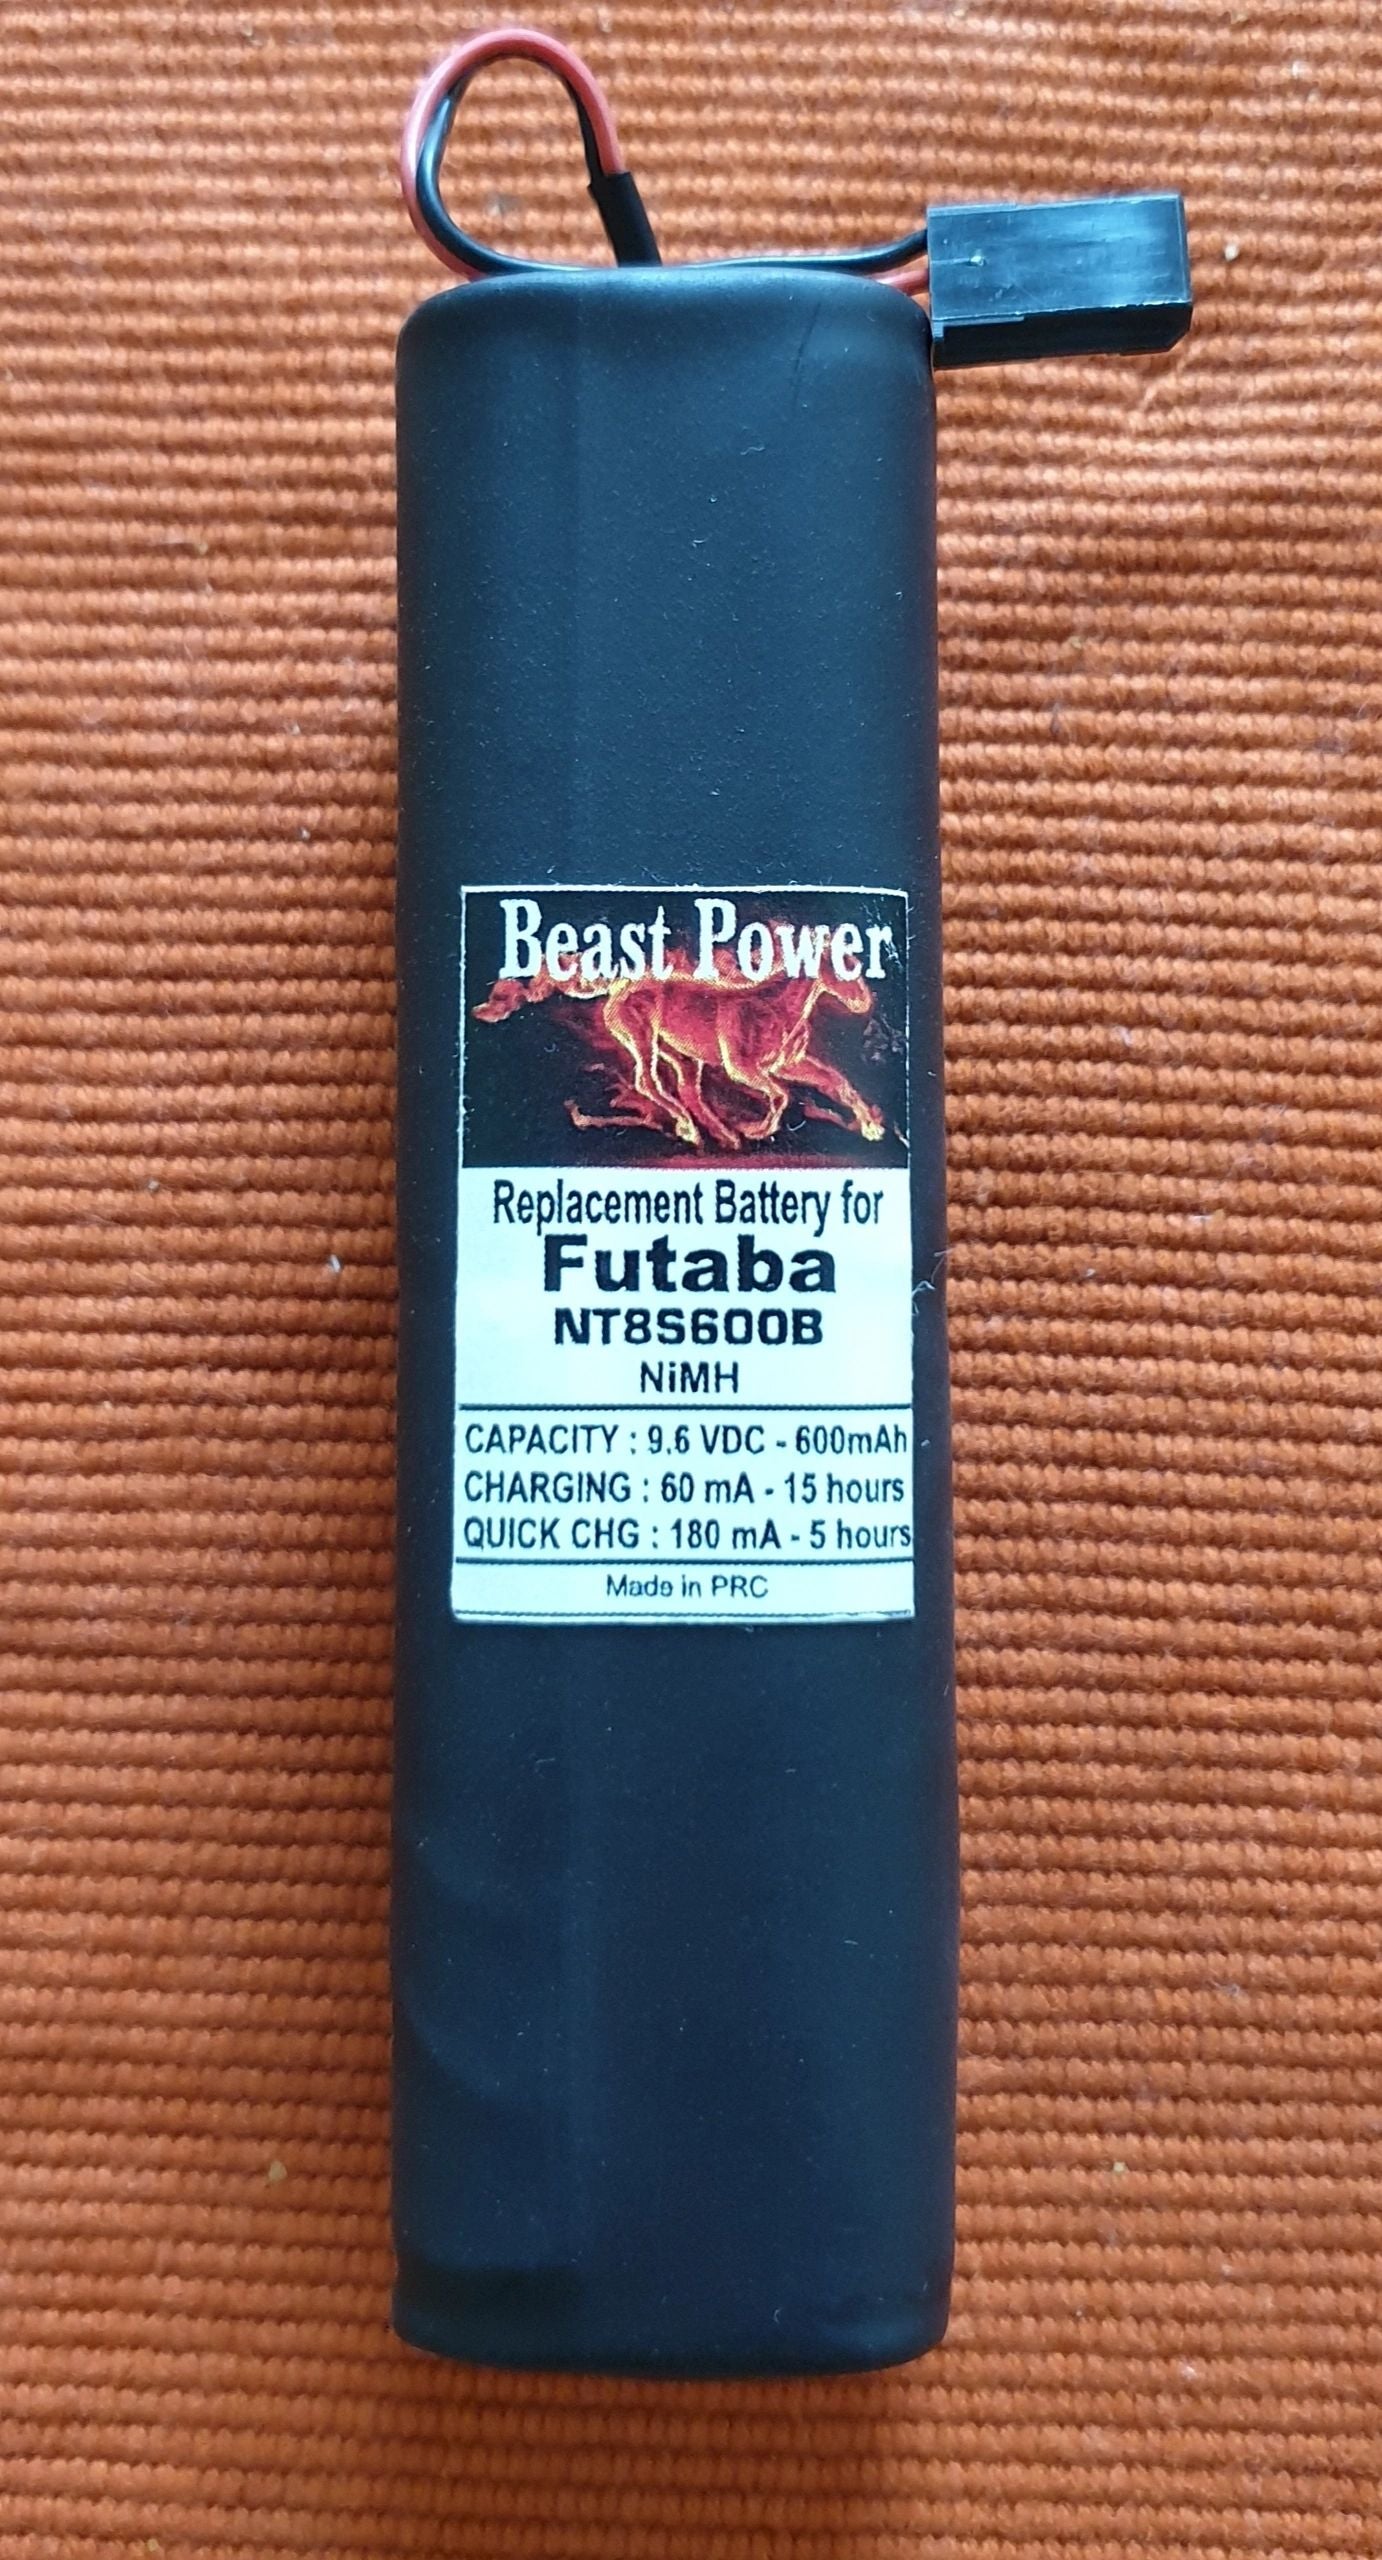 Beast Power
Replacement Battery for
Futaba
NT8S600B
NiMH
CAPACITY : 9.6 VDC - 600mAh
CHARGING : 60 mA - 15 hours
QUICK CHG : 180 mA - 5 hours
Made in PRC